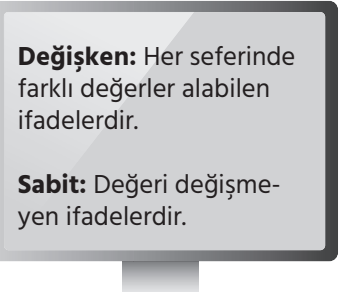 Değişken: Her seferinde
farklı değerler alabilen
ifadelerdir.
Sabit: Değeri değişme-
yen ifadelerdir.